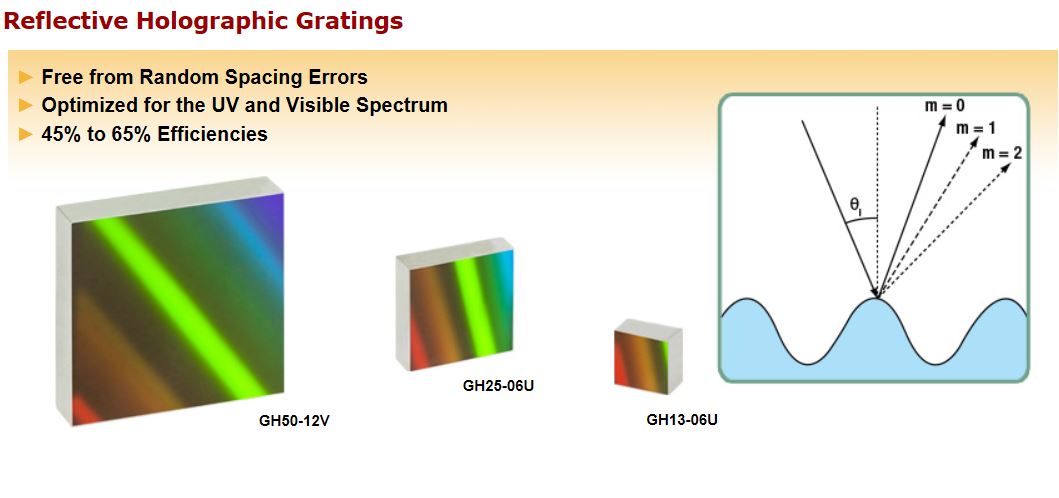 Reflective Holographic Gratings
► Free from Random Spacing Errors
► Optimized for the UV and Visible Spectrum
► 45% to 65% Efficiencies
m = 0
m = 1
m = 2
θi
GH25-06U
GH50-12V
GH13-06U